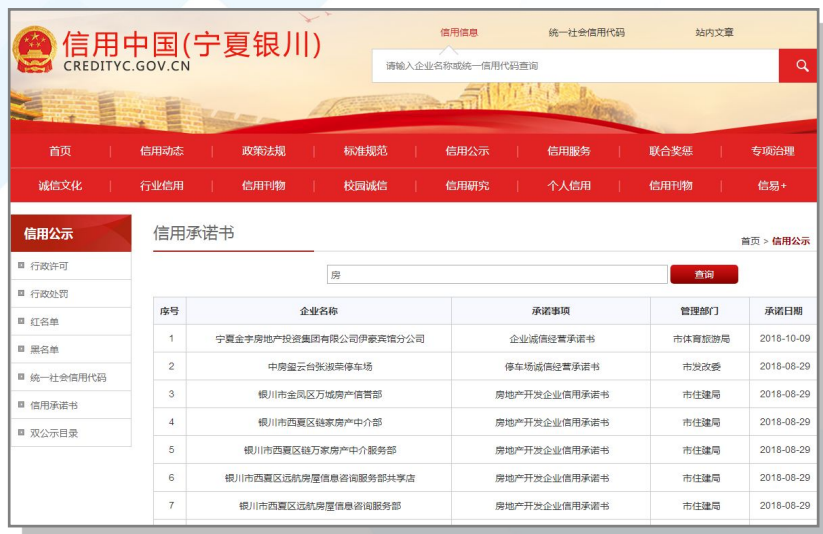 信用信息 统一社会信用代码 站内文章
信用中国(宁夏银川)
CREDITYC.GOV.CN
请输入企业名称或统一信用代码查询
首页 信用动态 政策法规 标准规范 信用公示 信用服务 联合奖惩 专项治理
诚信文化 行业信用 信用刊物 校园诚信 信用研究 个人信用 信用刊物 信易+
信用公示
行政许可
行政处罚
红名单
黑名单
统一社会信用代码
信用承诺书
双公示目录
信用承诺书
首页 > 信用公示
房 查询
序号 企业名称 承诺事项 管理部门 承诺日期
1 宁夏金宇房地产投资集团有限公司伊豪宾馆分公司 企业诚信经营承诺书 市体育旅游局 2018-10-09
2 中房玺云台张淑荣停车场 停车场诚信经营承诺书 市发改委 2018-08-29
3 银川市金凤区万城房产信营部 房地产开发企业信用承诺书 市住建局 2018-08-29
4 银川市西夏区链家房产中介部 房地产开发企业信用承诺书 市住建局 2018-08-29
5 银川市西夏区链万家房产中介服务部 房地产开发企业信用承诺书 市住建局 2018-08-29
6 银川市西夏区远航房屋信息咨询服务部共享店 房地产开发企业信用承诺书 市住建局 2018-08-29
7 银川市西夏区远航房屋信息咨询服务部 房地产开发企业信用承诺书 市住建局 2018-08-29